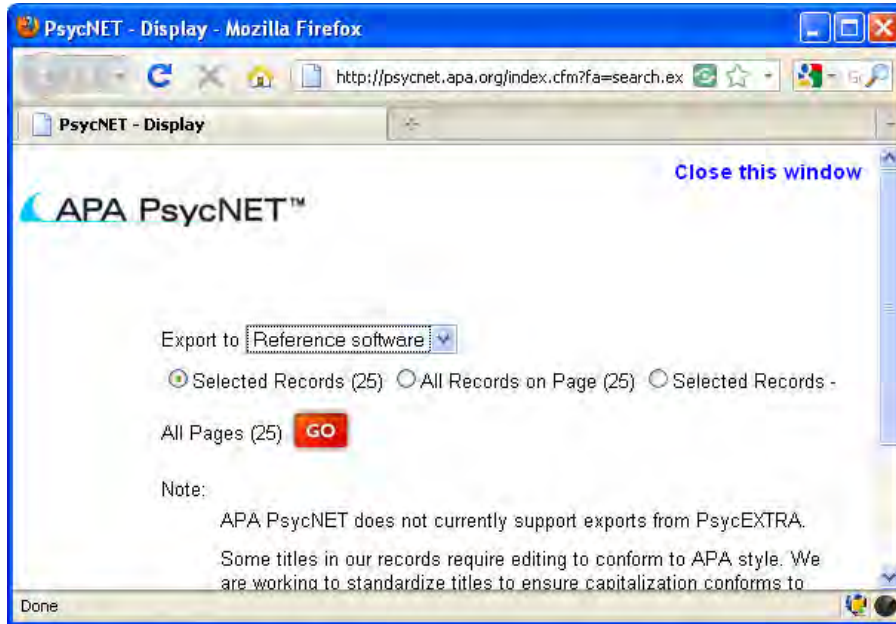 PsycNET - Display - Mozilla Firefox
http://psycnet.apa.org/index.cfm?fa=search.ex
PsycNET - Display
Close this window
APA PsycNET™
Export to Reference software
Selected Records (25) All Records on Page (25) Selected Records -
All Pages (25) GO
Note:
APA PsycNET does not currently support exports from PsycEXTRA.
Some titles in our records require editing to conform to APA style. We
are working to standardize titles to ensure capitalization conforms to
Done